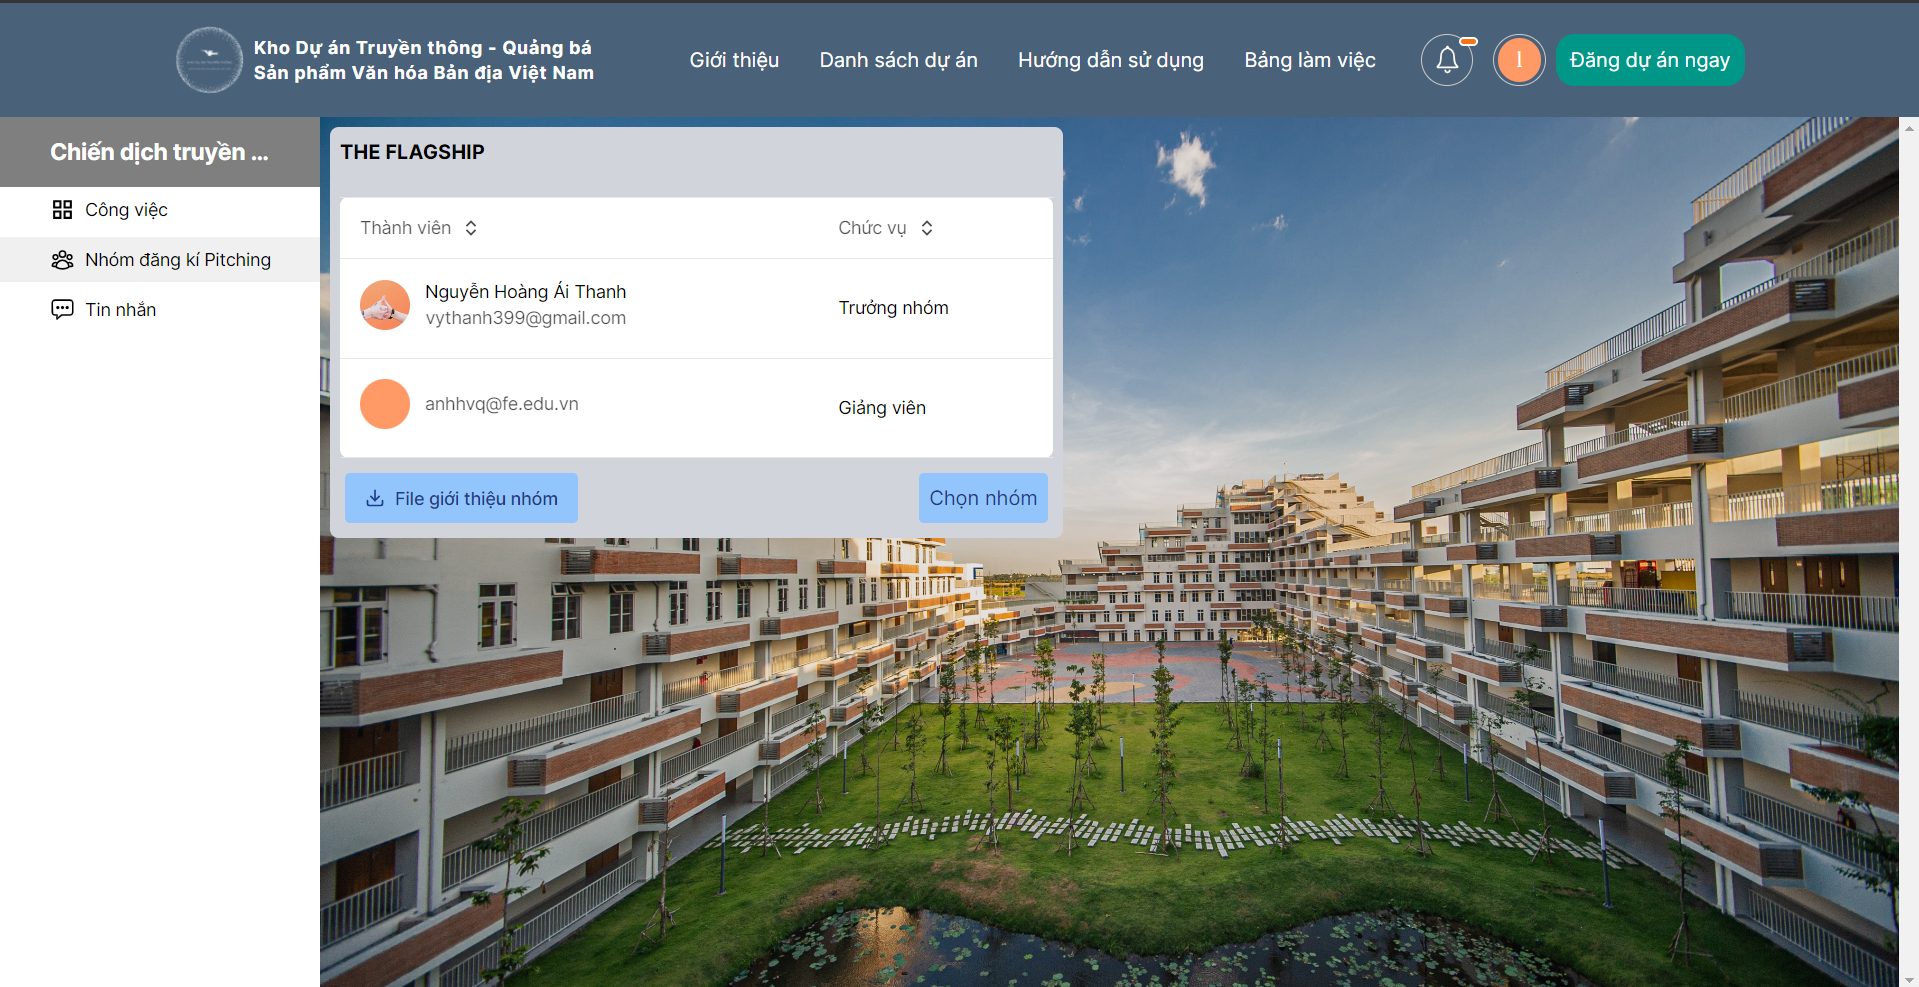 Kho Dự án Truyền thông - Quảng bá
Sản phẩm Văn hóa Bản địa Việt Nam
Giới thiệu
Danh sách dự án
Hướng dẫn sử dụng
Bảng làm việc
l
Đăng dự án ngay
Chiến dịch truyền ...
Công việc
Nhóm đăng kí Pitching
Tin nhắn
THE FLAGSHIP
Thành viên
Chức vụ
Nguyễn Hoàng Ái Thanh
vythanh399@gmail.com
Trưởng nhóm
anhhvq@fe.edu.vn
Giảng viên
File giới thiệu nhóm
Chọn nhóm